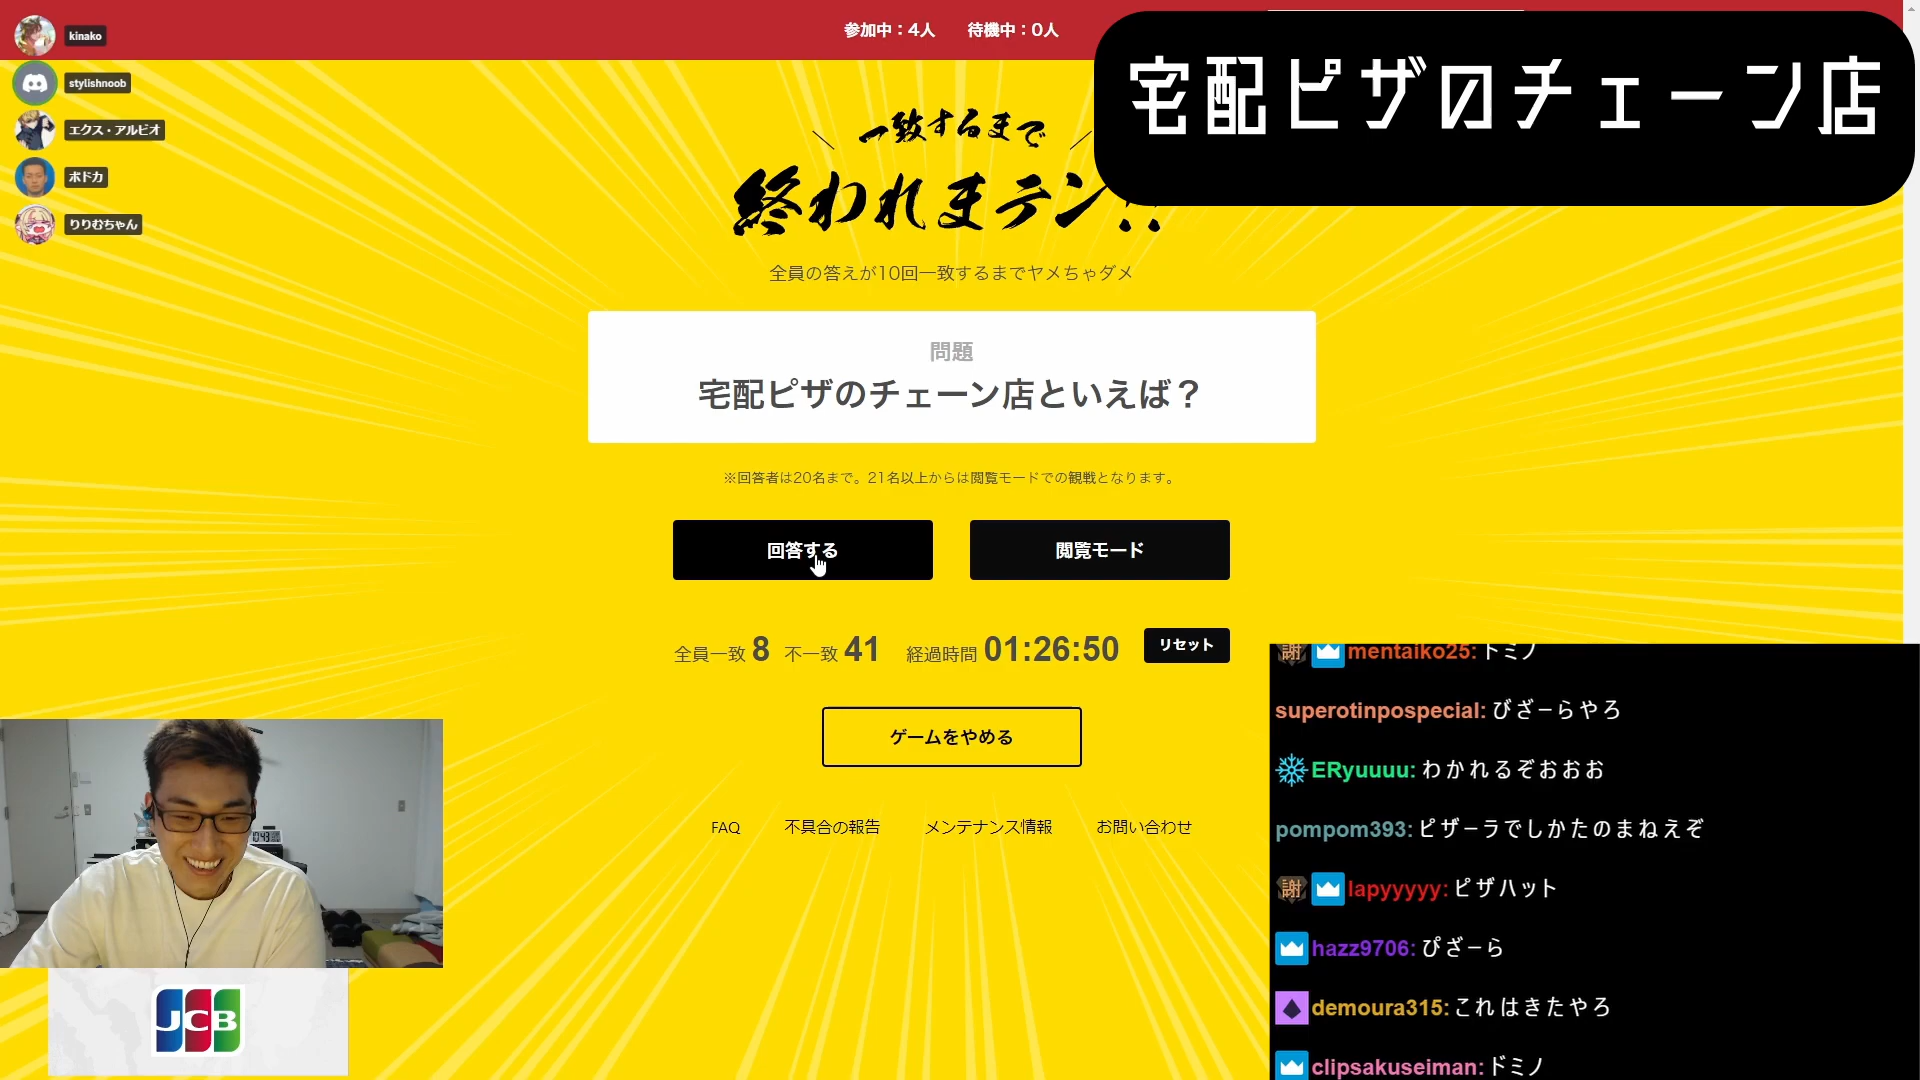 kinako
stylishnoob
エクス・アルビオ
ボドカ
りりむちゃん
参加中：4人
待機中：0人
宅配ピザのチェーン店
一致するまで
終われまテン!!
全員の答えが10回一致するまでヤメちゃダメ
問題
宅配ピザのチェーン店といえば？
※回答者は20名まで。21名以上からは閲覧モードでの観戦となります。
回答する
閲覧モード
全員一致 8 不一致 41 経過時間 01:26:50
リセット
ゲームをやめる
FAQ
不具合の報告
メンテナンス情報
お問い合わせ
謝 mentaiko25: ドミノ
superotinpospecial: びざーらやろ
ERyuuuu: わかれるぞおおお
pompom393: ピザーラでしかたのまねえぞ
謝 lapyyyyy: ピザハット
hazz9706: ぴざーら
demoura315: これはきたやろ
clipsakuseiman: ドミノ
JCB